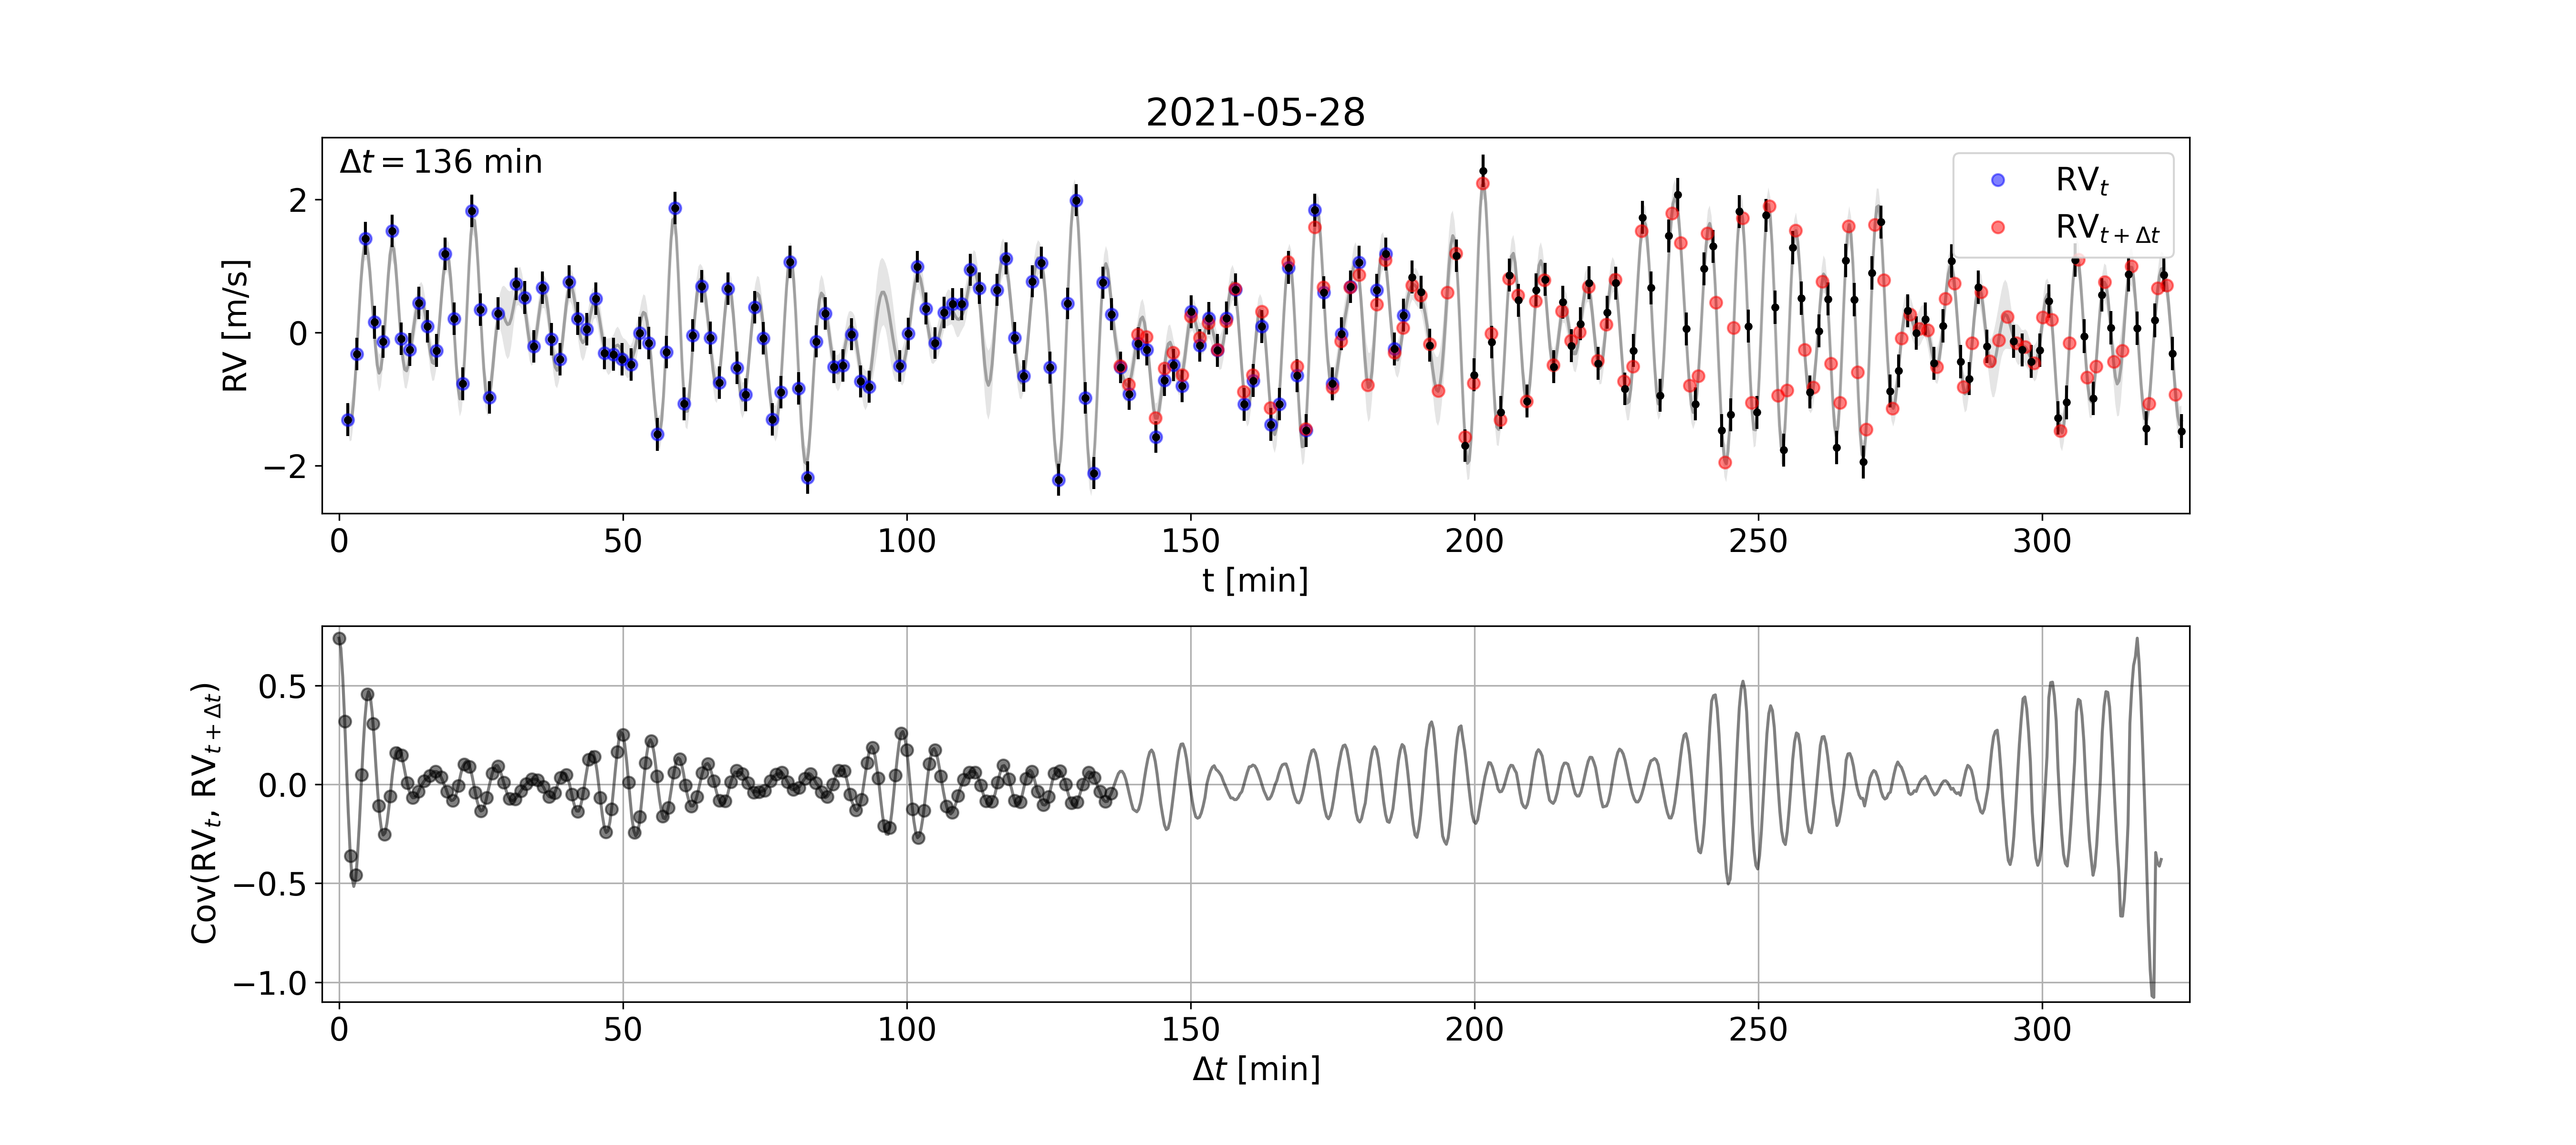 2021-05-28
Δt = 136 min
RV_t
RV_{t+Δt}
RV [m/s]
2
0
−2
0 50 100 150 200 250 300
t [min]
Cov(RV_t, RV_{t+Δt})
0.5
0.0
−0.5
−1.0
0 50 100 150 200 250 300
Δt [min]